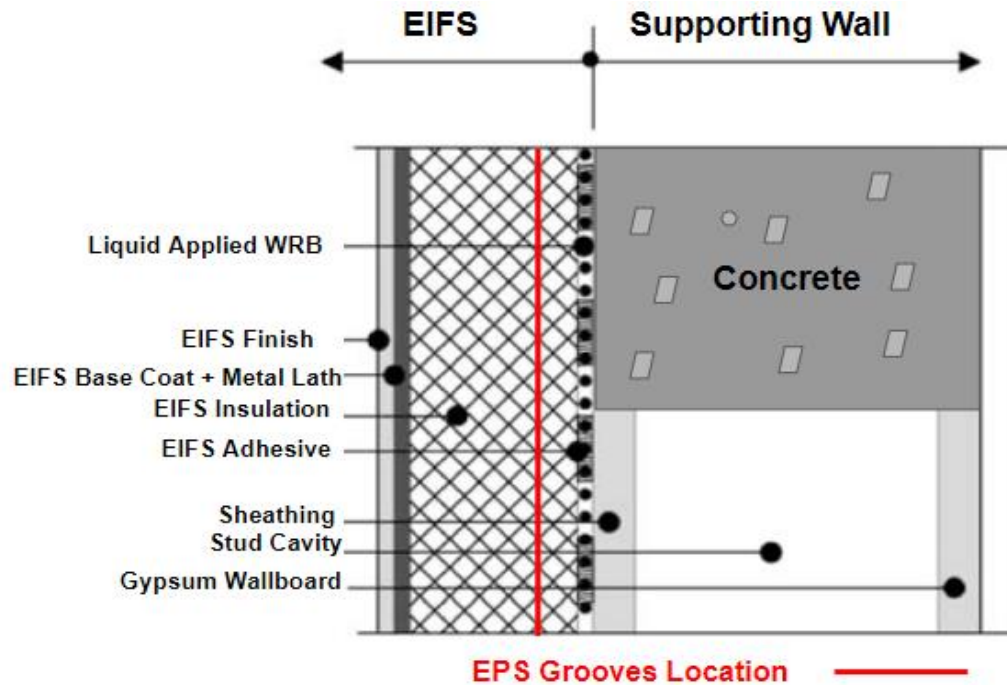 EIFS Supporting Wall
Liquid Applied WRB
Concrete
EIFS Finish
EIFS Base Coat + Metal Lath
EIFS Insulation
EIFS Adhesive
Sheathing
Stud Cavity
Gypsum Wallboard
EPS Grooves Location